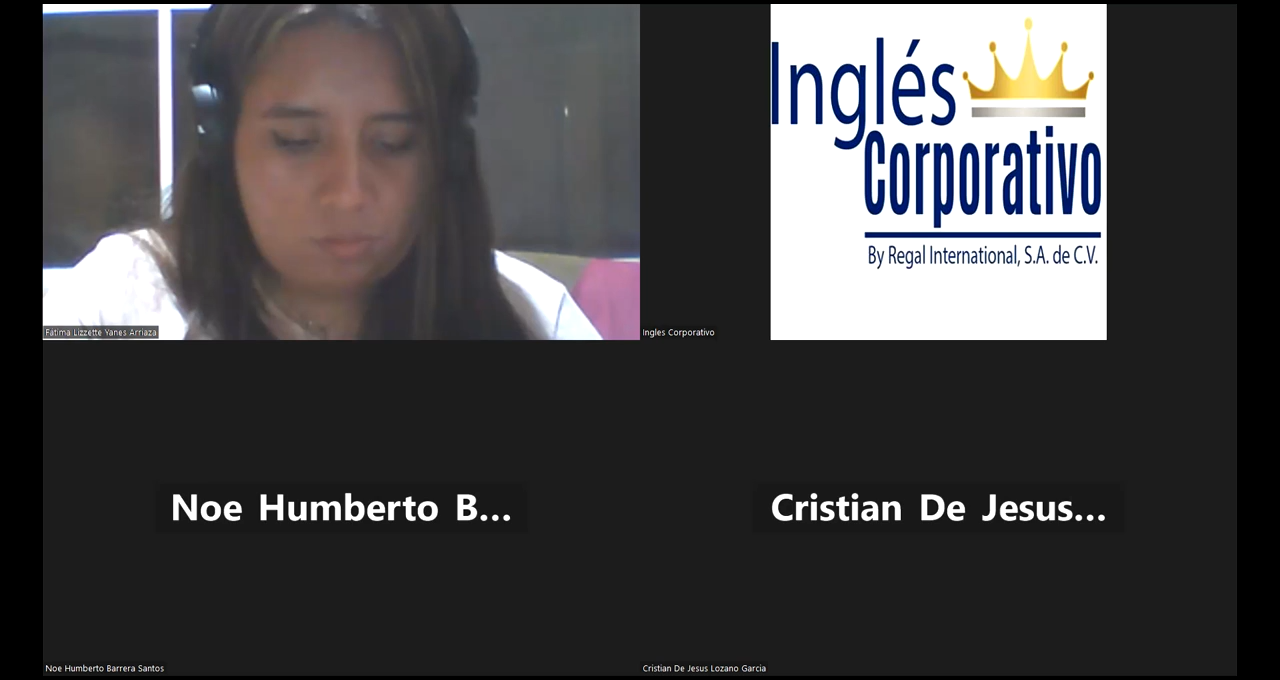 Inglés
Corporativo
By Regal International, S.A. de C.V.
Fátima Lizzette Yanes Arriaza
Ingles Corporativo
Noe Humberto B...
Cristian De Jesus...
Noe Humberto Barrera Santos
Cristian De Jesus Lozano Garcia